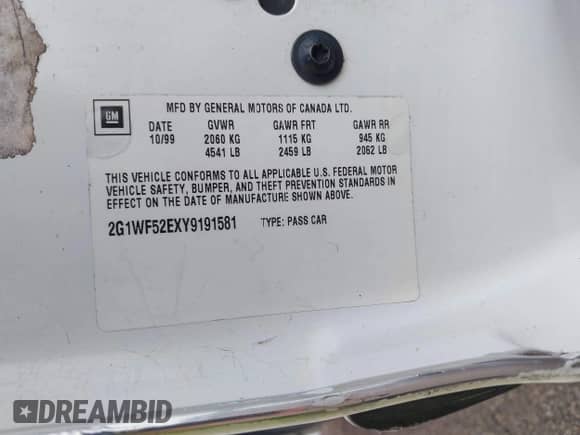 GM
MFD BY GENERAL MOTORS OF CANADA LTD.
DATE GVWR GAWR FRT GAWR RR
10/99 2060 KG 1115 KG 945 KG
4541 LB 2459 LB 2062 LB
THIS VEHICLE CONFORMS TO ALL APPLICABLE U.S. FEDERAL MOTOR
VEHICLE SAFETY, BUMPER, AND THEFT PREVENTION STANDARDS IN
EFFECT ON THE DATE OF MANUFACTURE SHOWN ABOVE.
2G1WF52EXY9191581 TYPE: PASS CAR
DREAMBID